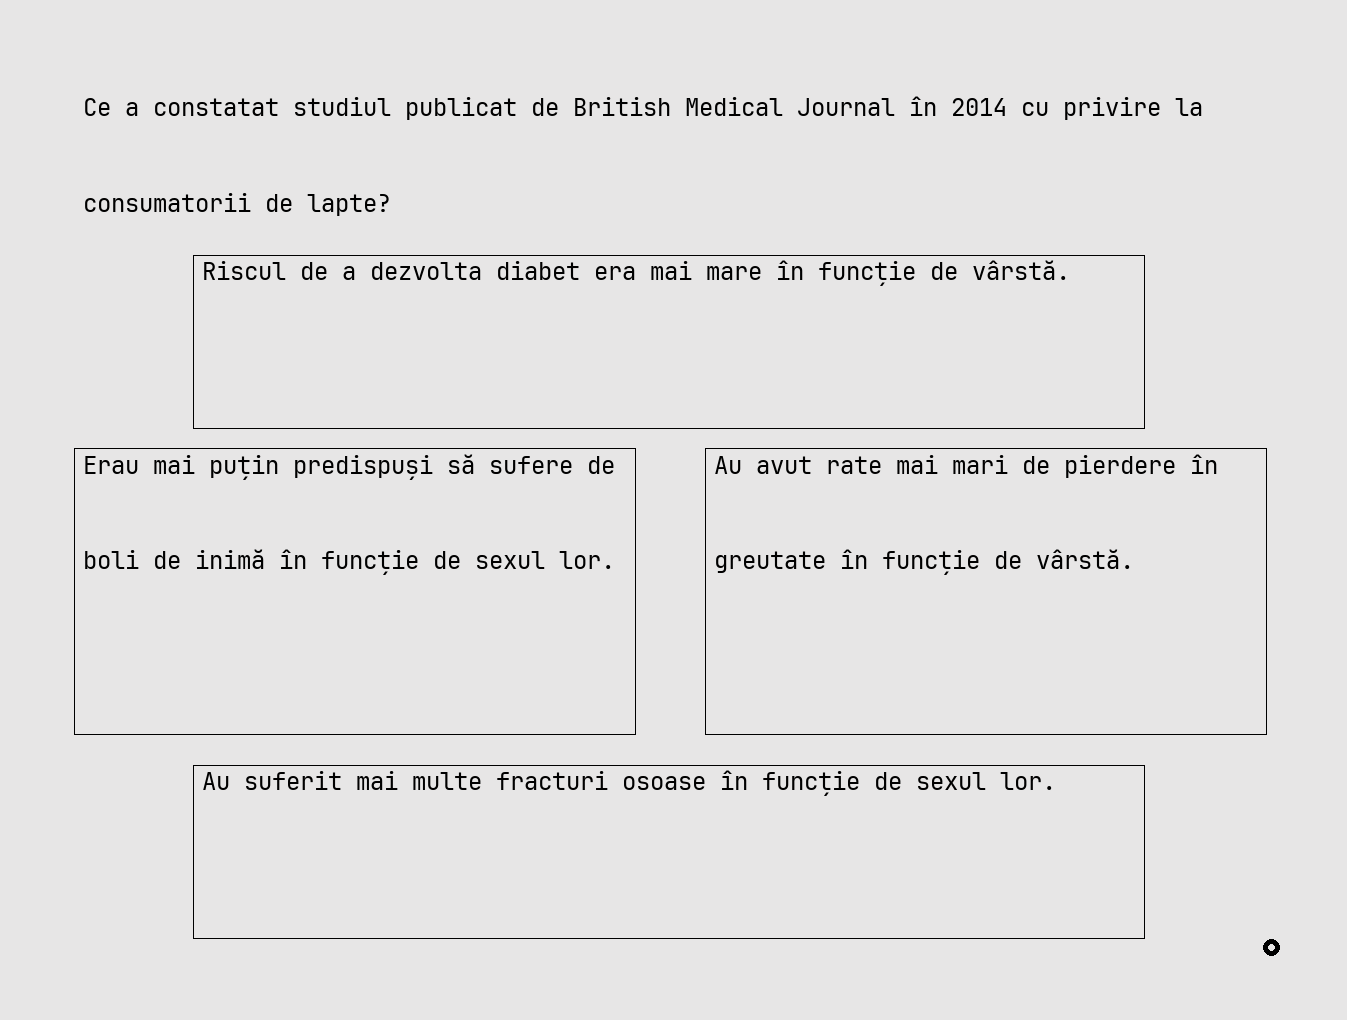 Ce a constatat studiul publicat de British Medical Journal în 2014 cu privire la
consumatorii de lapte?
Riscul de a dezvolta diabet era mai mare în funcție de vârstă.
Erau mai puțin predispuși să sufere de
boli de inimă în funcție de sexul lor.
Au avut rate mai mari de pierdere în
greutate în funcție de vârstă.
Au suferit mai multe fracturi osoase în funcție de sexul lor.